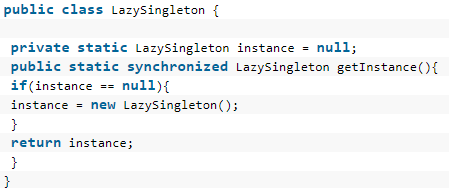 public class LazySingleton {
private static LazySingleton instance = null;
public static synchronized LazySingleton getInstance(){
if(instance == null){
instance = new LazySingleton();
}
return instance;
}
}